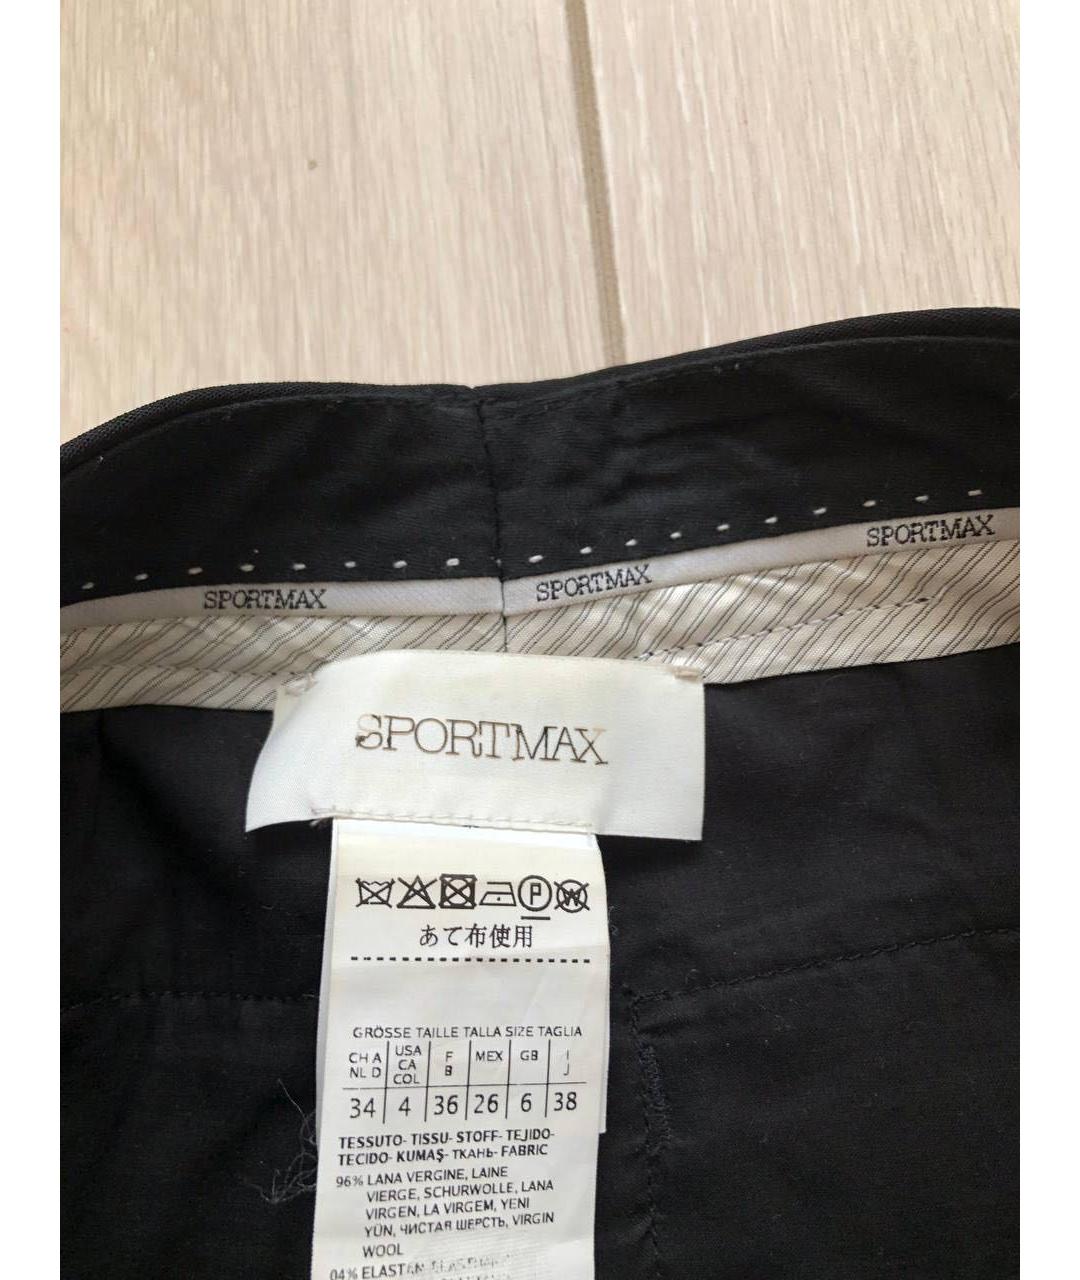 SPORTMAX
SPORTMAX
SPORTMAX
SPORTMAX
P W
あて布使用
GRÖSSE TAILLE TALLA SIZE TAGLIA
CH A NL D USA CA COL F B MEX GB I J
34 4 36 26 6 38
TESSUTO- TISSU- STOFF- TEJIDO-
TECIDO- KUMAŞ- ТКАНЬ- FABRIC
96% LANA VERGINE, LAINE
VIERGE, SCHURWOLLE, LANA
VIRGEN, LA VIRGEM, YENI
YÜN, ЧИСТАЯ ШЕРСТЬ, VIRGIN
WOOL
04% ELASTAN